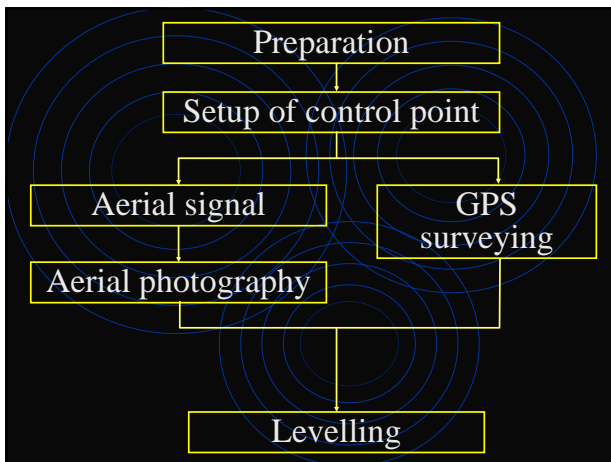 Preparation
Setup of control point
Aerial signal
GPS
surveying
Aerial photography
Levelling